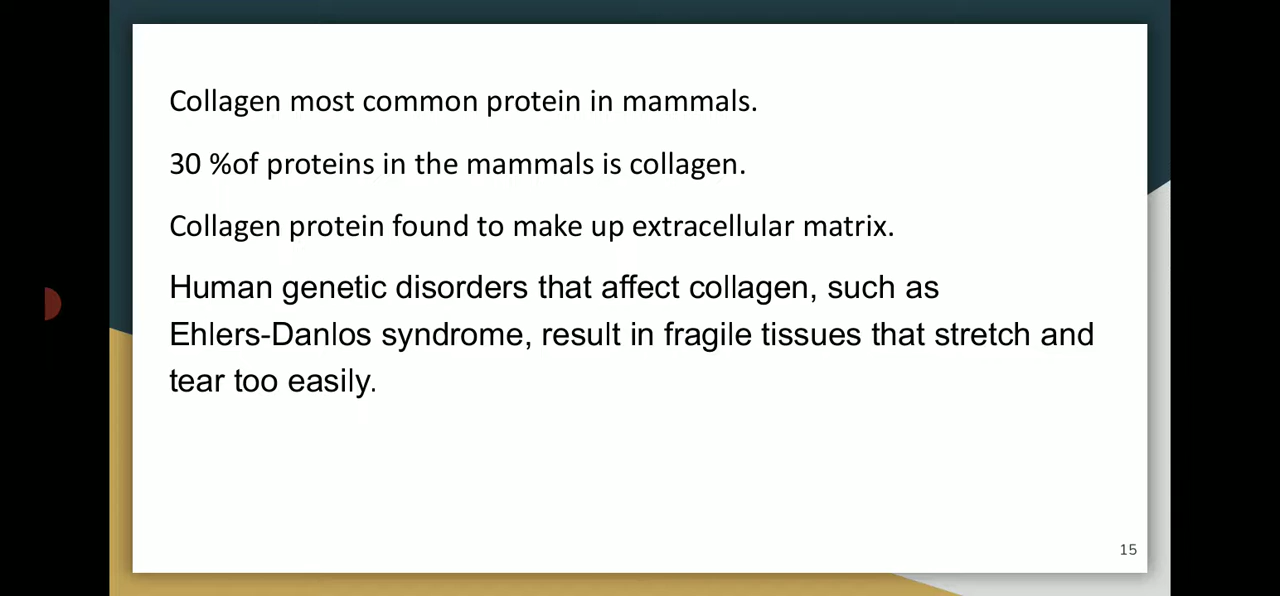 Collagen most common protein in mammals.
30 %of proteins in the mammals is collagen.
Collagen protein found to make up extracellular matrix.
Human genetic disorders that affect collagen, such as
Ehlers-Danlos syndrome, result in fragile tissues that stretch and
tear too easily.
15